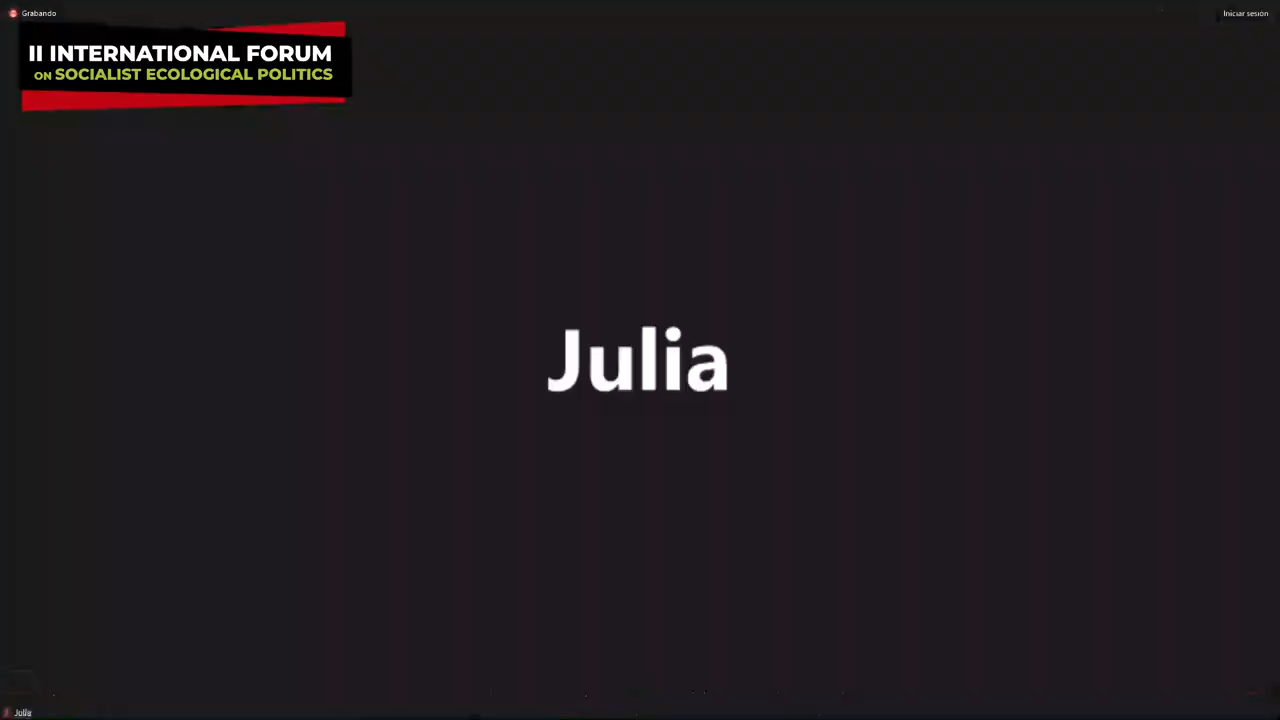 Grabando
Iniciar sesión
II INTERNATIONAL FORUM
ON SOCIALIST ECOLOGICAL POLITICS
Julia
Julia